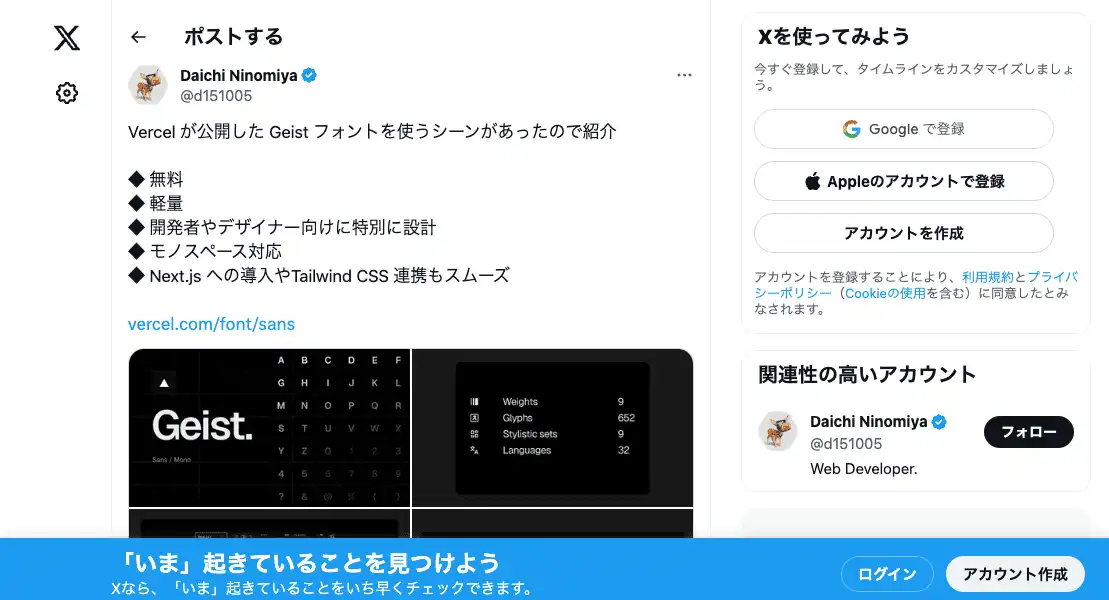 ポストする
Daichi Ninomiya
@d151005
Vercel が公開した Geist フォントを使うシーンがあったので紹介
◆ 無料
◆ 軽量
◆ 開発者やデザイナー向けに特別に設計
◆ モノスペース対応
◆ Next.js への導入やTailwind CSS 連携もスムーズ
vercel.com/font/sans
Geist.
Sans / Mono
A B C D E F
G H I J K L
M N O P Q R
S T U V W X
Y Z 0 1 2 3
4 5 6 7 8 9
Weights 9
Glyphs 652
Stylistic sets 9
Languages 32
Xを使ってみよう
今すぐ登録して、タイムラインをカスタマイズしましょ
う。
Google で登録
Appleのアカウントで登録
アカウントを作成
アカウントを登録することにより、利用規約とプライバ
シーポリシー（Cookieの使用を含む）に同意したとみ
なされます。
関連性の高いアカウント
Daichi Ninomiya
@d151005
フォロー
Web Developer.
「いま」起きていることを見つけよう
Xなら、「いま」起きていることをいち早くチェックできます。
ログイン
アカウント作成